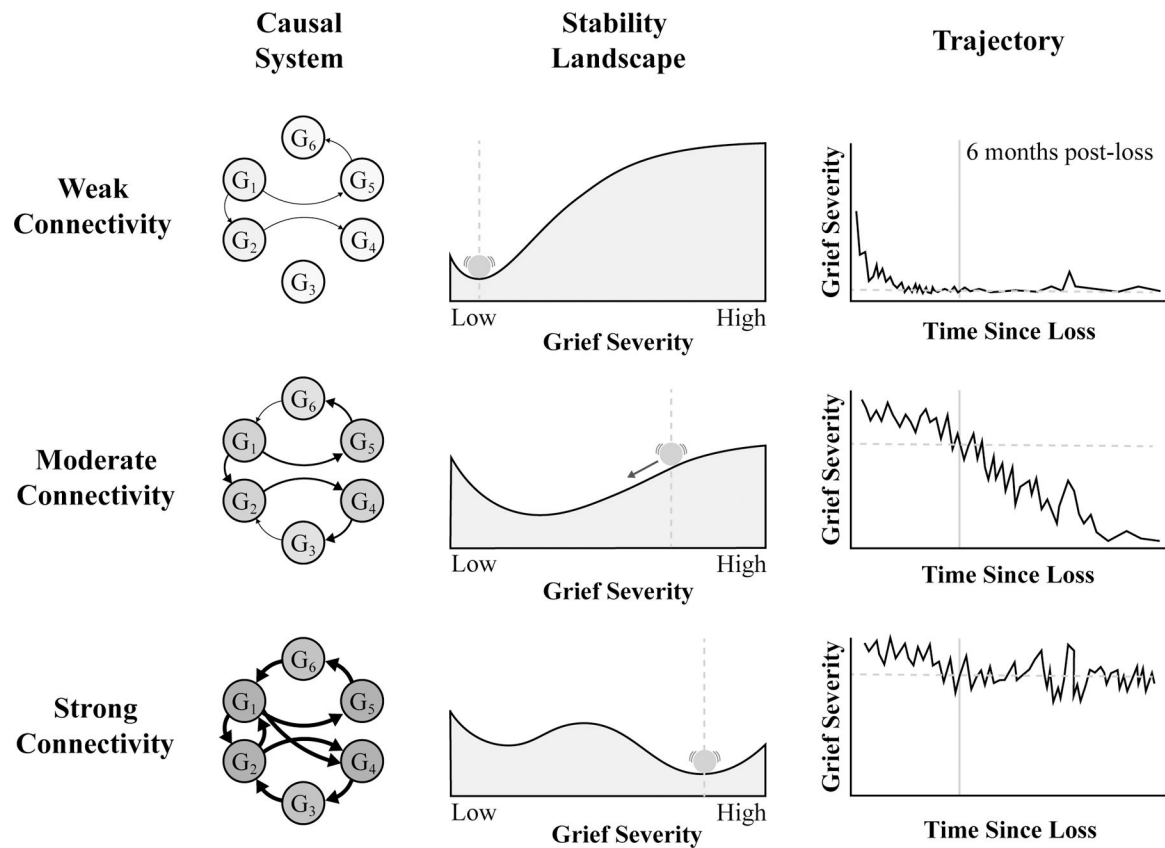 Causal
System
Stability
Landscape
Trajectory
Weak
Connectivity
G6
G1
G5
G2
G4
G3
Low
High
Grief Severity
6 months post-loss
Grief Severity
Time Since Loss
Moderate
Connectivity
G6
G1
G5
G2
G4
G3
Low
High
Grief Severity
Grief Severity
Time Since Loss
Strong
Connectivity
G6
G1
G5
G2
G4
G3
Low
High
Grief Severity
Grief Severity
Time Since Loss